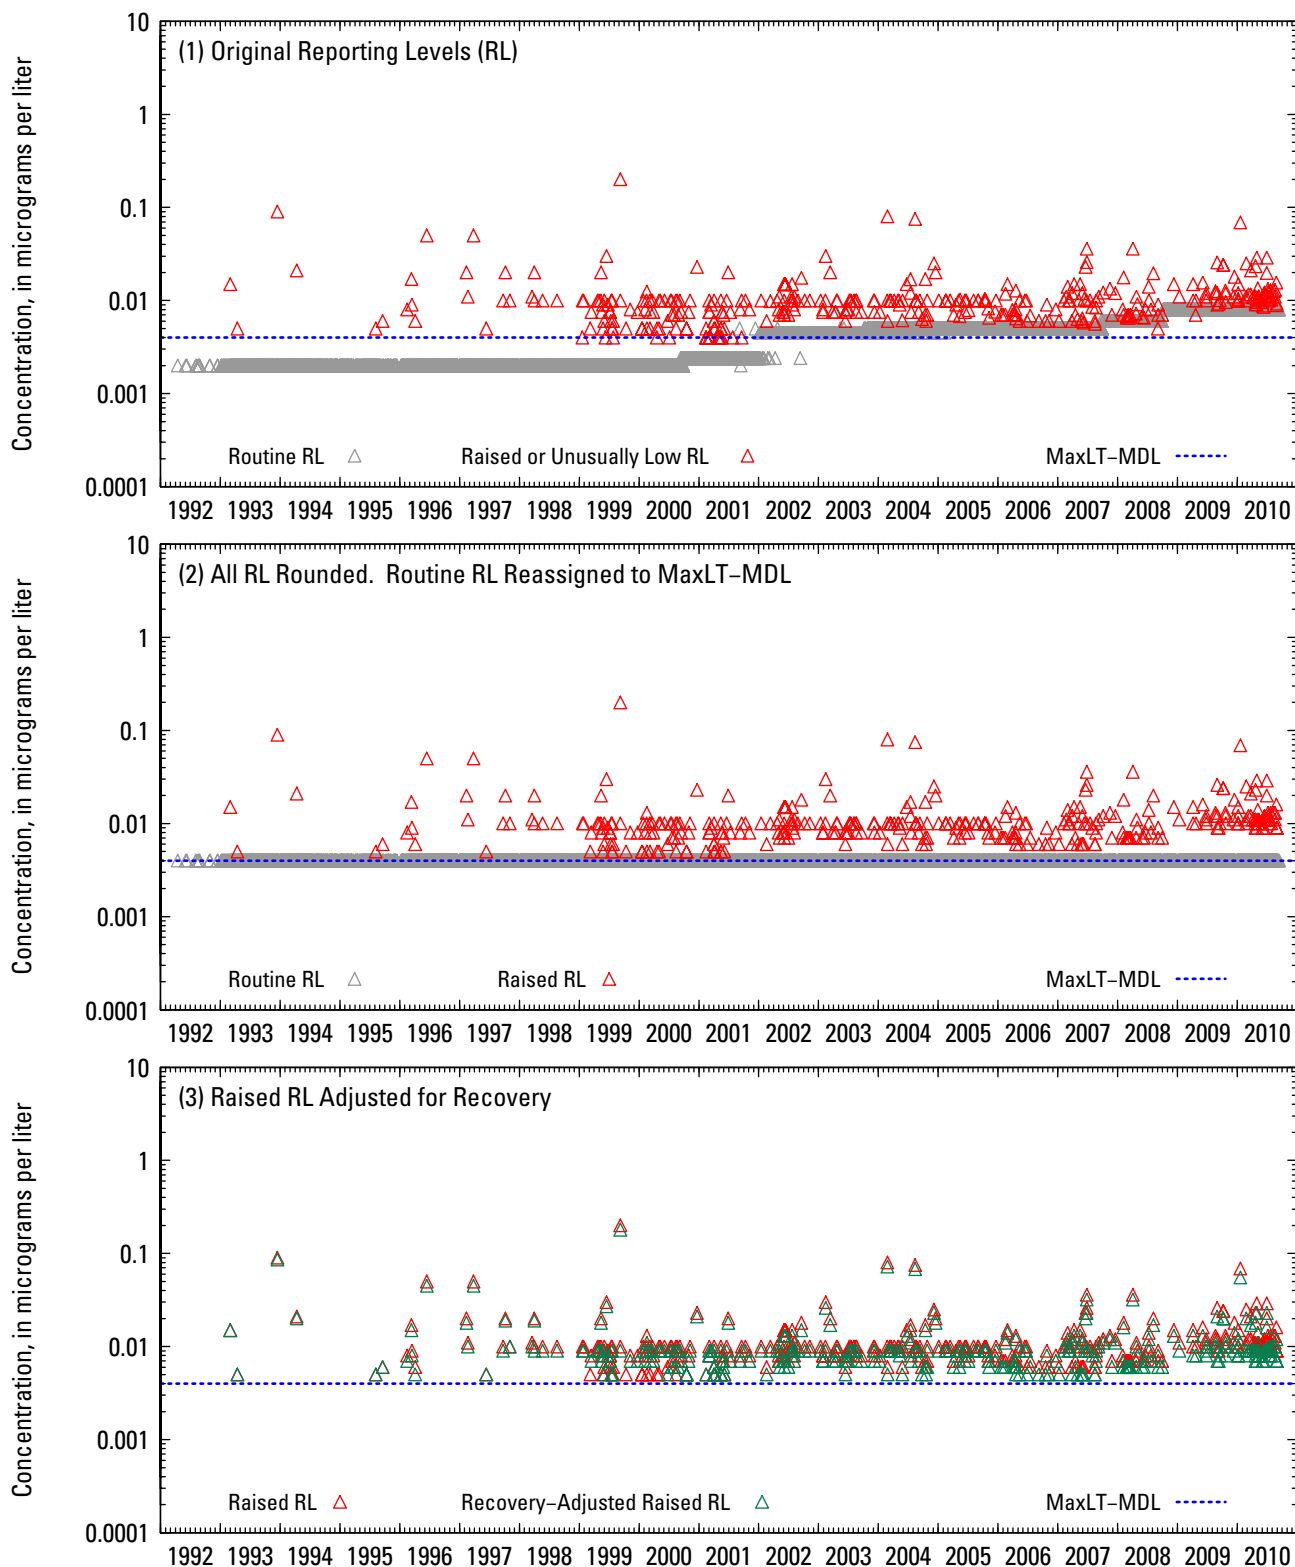 Concentration, in micrograms per liter
(1) Original Reporting Levels (RL)
10
1
0.1
0.01
0.001
0.0001
Routine RL
Raised or Unusually Low RL
MaxLT–MDL
1992 1993 1994 1995 1996 1997 1998 1999 2000 2001 2002 2003 2004 2005 2006 2007 2008 2009 2010
Concentration, in micrograms per liter
(2) All RL Rounded. Routine RL Reassigned to MaxLT–MDL
10
1
0.1
0.01
0.001
0.0001
Routine RL
Raised RL
MaxLT–MDL
1992 1993 1994 1995 1996 1997 1998 1999 2000 2001 2002 2003 2004 2005 2006 2007 2008 2009 2010
Concentration, in micrograms per liter
(3) Raised RL Adjusted for Recovery
10
1
0.1
0.01
0.001
0.0001
Raised RL
Recovery–Adjusted Raised RL
MaxLT–MDL
1992 1993 1994 1995 1996 1997 1998 1999 2000 2001 2002 2003 2004 2005 2006 2007 2008 2009 2010